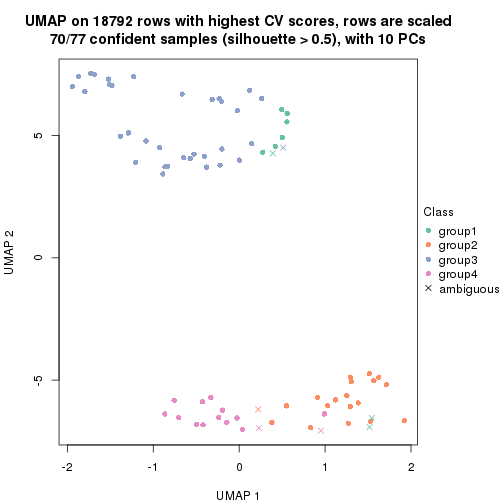 UMAP on 18792 rows with highest CV scores, rows are scaled
70/77 confident samples (silhouette > 0.5), with 10 PCs
5
0
-5
UMAP 2
-2
-1
0
1
2
UMAP 1
Class
group1
group2
group3
group4
ambiguous